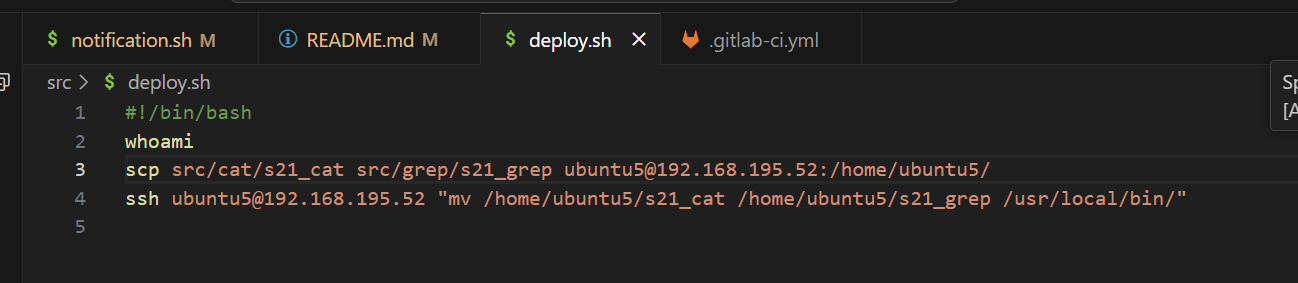 $ notification.sh M README.md M $ deploy.sh × .gitlab-ci.yml
src > $ deploy.sh
1 #!/bin/bash
2 whoami
3 scp src/cat/s21_cat src/grep/s21_grep ubuntu5@192.168.195.52:/home/ubuntu5/
4 ssh ubuntu5@192.168.195.52 "mv /home/ubuntu5/s21_cat /home/ubuntu5/s21_grep /usr/local/bin/"
5
Sp
[A